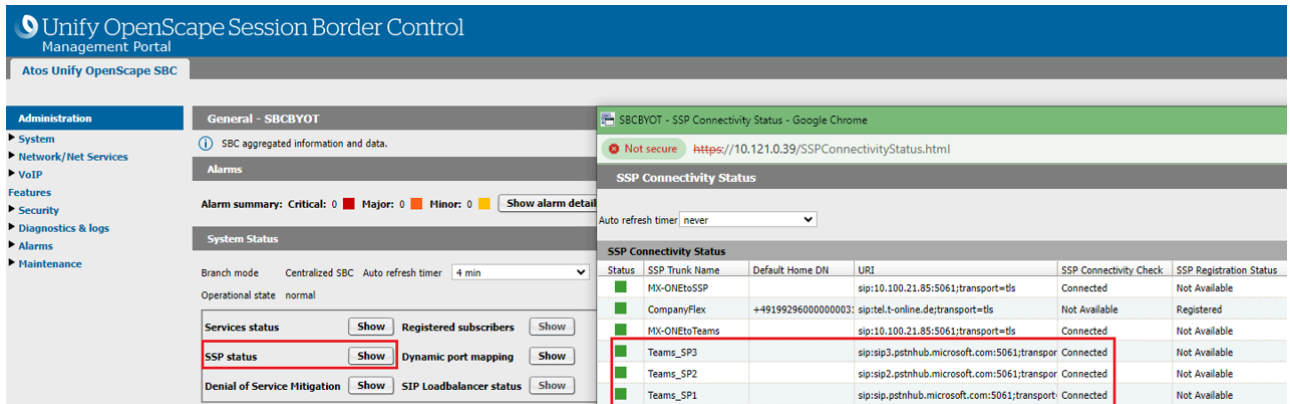 Unify OpenScape Session Border Control
Management Portal
Atos Unify OpenScape SBC
Administration
System
Network/Net Services
VoIP
Features
Security
Diagnostics & logs
Alarms
Maintenance
General - SBCBYOT
SBC aggregated information and data.
Alarms
Alarm summary: Critical: 0 Major: 0 Minor: 0 Show alarm detail
System Status
Branch mode Centralized SBC Auto refresh timer 4 min
Operational state normal
Services status Show Registered subscribers Show
SSP status Show Dynamic port mapping Show
Denial of Service Mitigation Show SIP Loadbalancer status Show
SBCBYOT - SSP Connectivity Status - Google Chrome
Not secure https://10.121.0.39/SSPConnectivityStatus.html
SSP Connectivity Status
Auto refresh timer never
SSP Connectivity Status
Status SSP Trunk Name Default Home DN URI SSP Connectivity Check SSP Registration Status
MX-ONEtoSSP sip:10.100.21.85:5061;transport=tls Connected Not Available
CompanyFlex sip:tel.t-online.de;transport=tls Not Available Registered
MX-ONEtoTeams sip:10.100.21.85:5061;transport=tls Connected Not Available
Teams_SP3 sip:sip3.pstnhub.microsoft.com:5061;transpor Connected Not Available
Teams_SP2 sip:sip2.pstnhub.microsoft.com:5061;transpor Connected Not Available
Teams_SP1 sip:sip.pstnhub.microsoft.com:5061;transport Connected Not Available